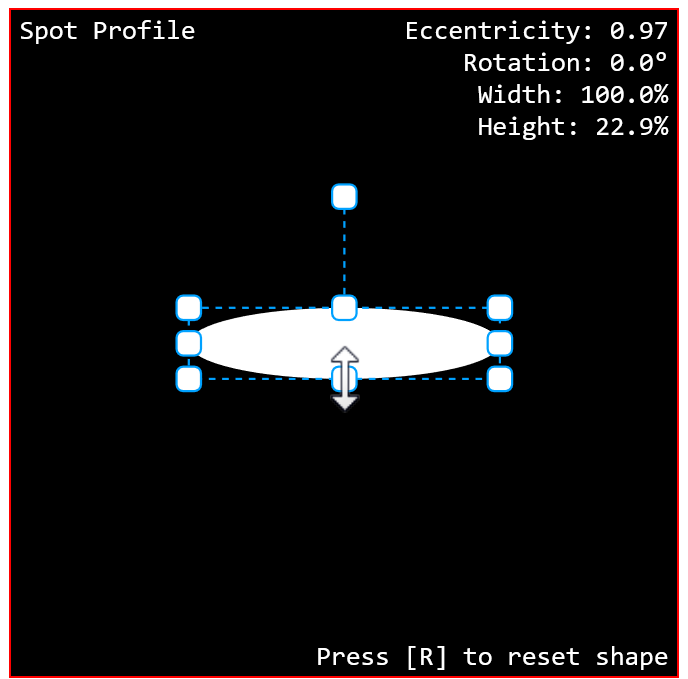 Spot Profile
Eccentricity: 0.97
Rotation: 0.0°
Width: 100.0%
Height: 22.9%
Press [R] to reset shape